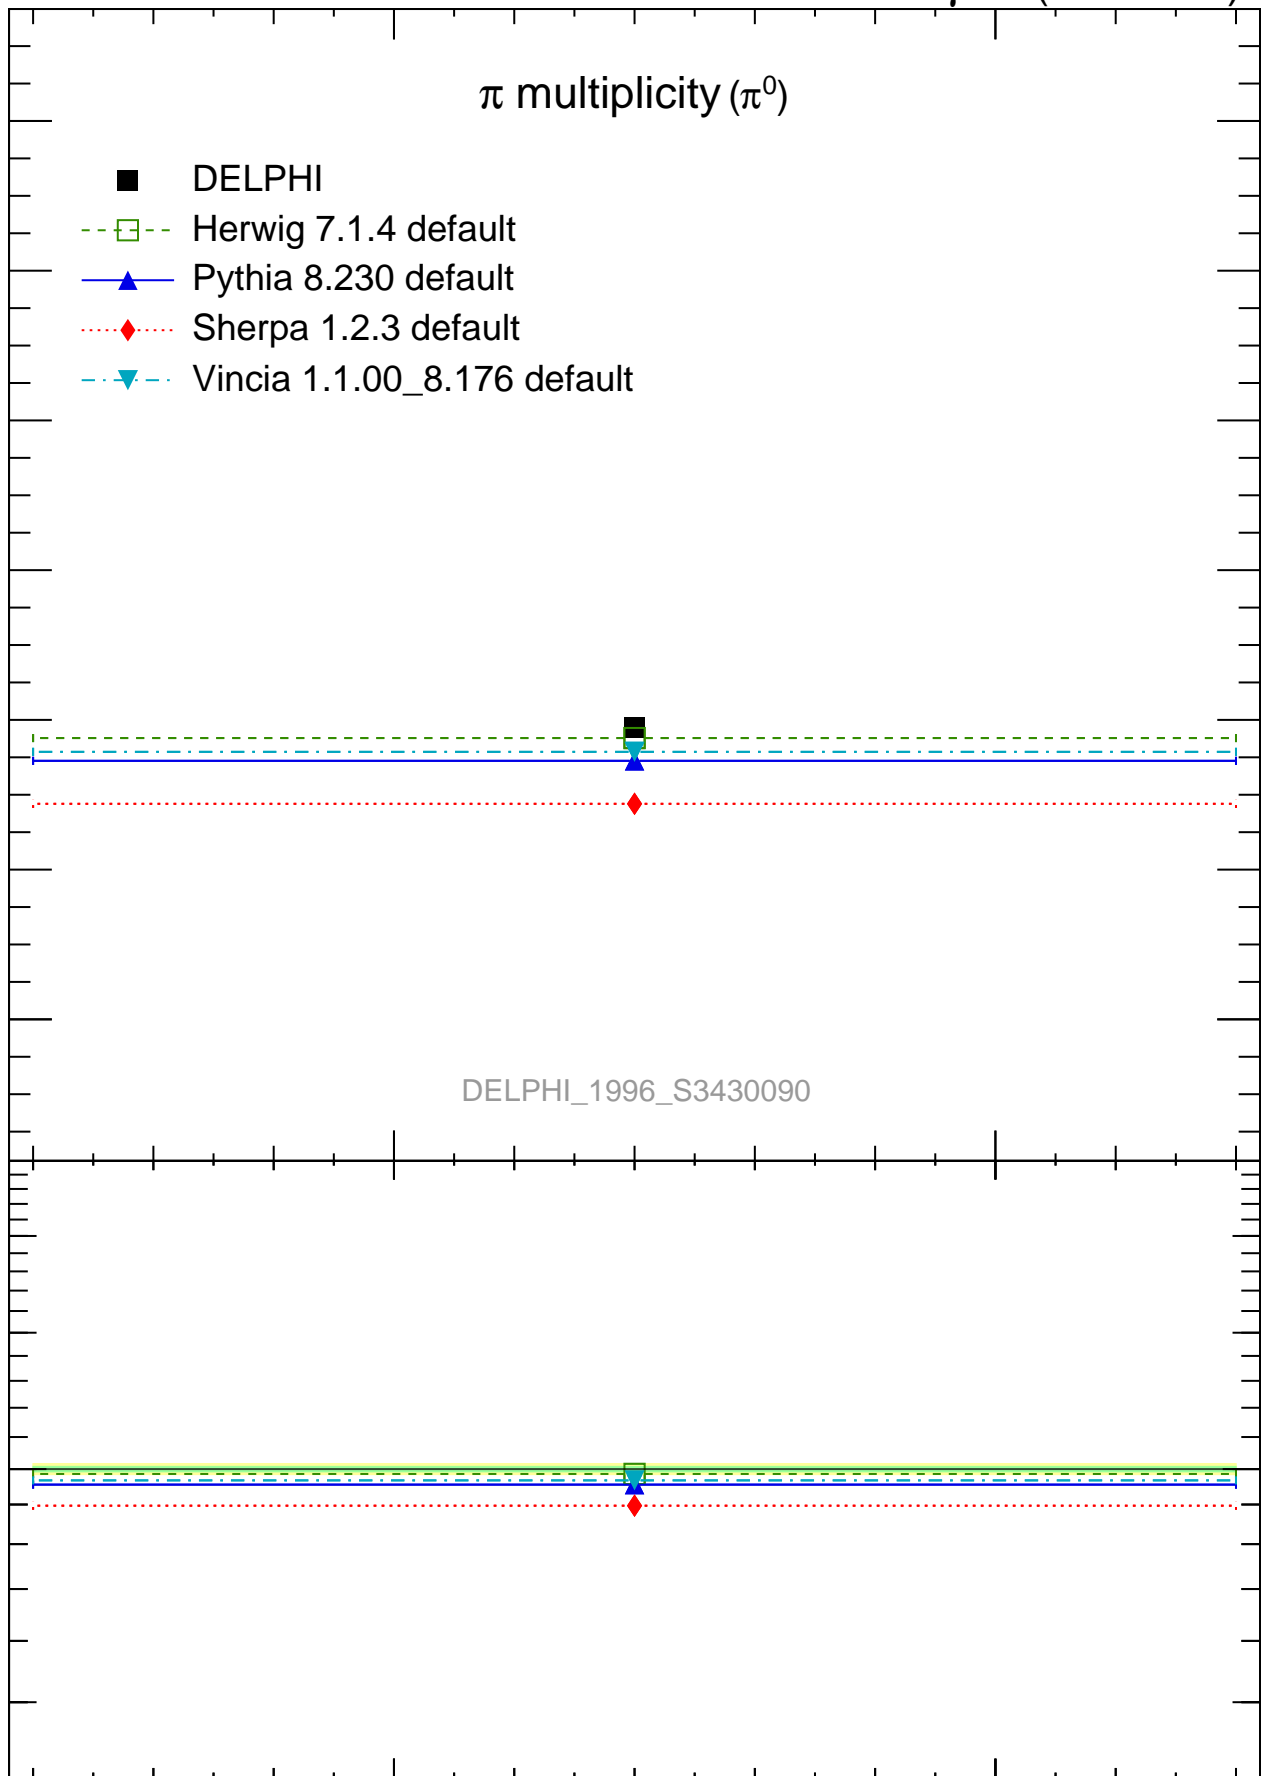 π multiplicity (π⁰)
DELPHI
Herwig 7.1.4 default
Pythia 8.230 default
Sherpa 1.2.3 default
Vincia 1.1.00_8.176 default
DELPHI_1996_S3430090